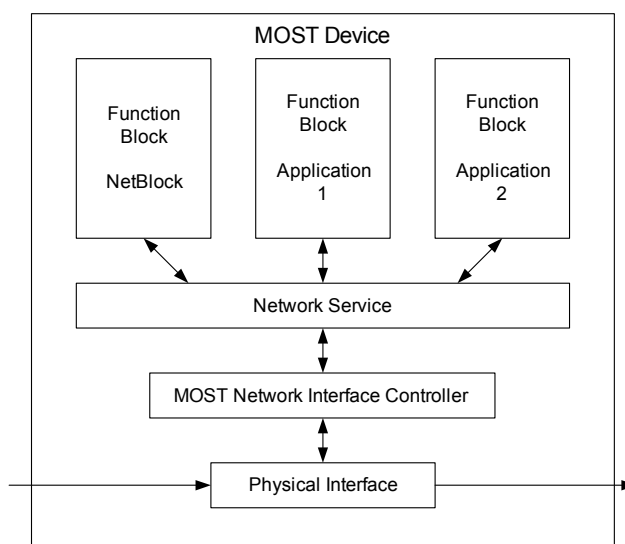 MOST Device
Function
Block
NetBlock
Function
Block
Application
1
Function
Block
Application
2
Network Service
MOST Network Interface Controller
Physical Interface